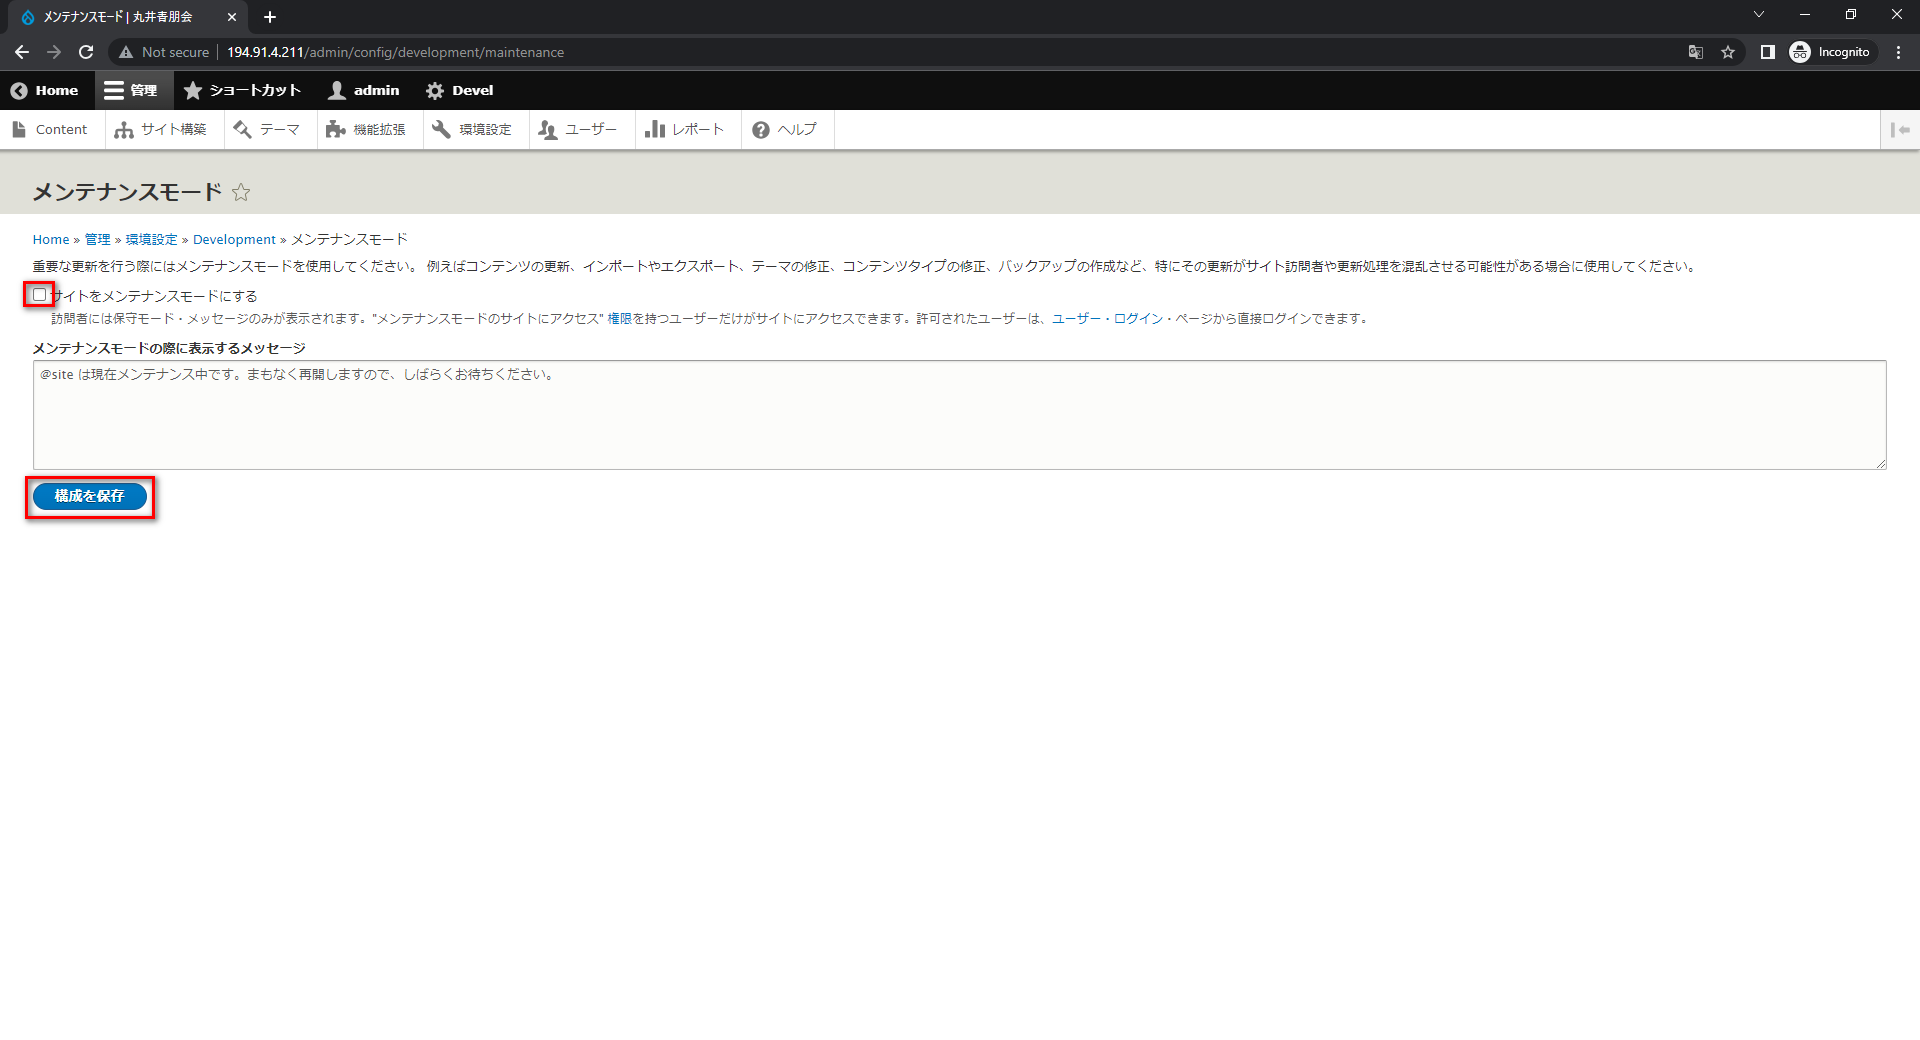 メンテナンスモード | 丸井青朋会
Not secure
194.91.4.211/admin/config/development/maintenance
Incognito
Home
管理
ショートカット
admin
Devel
Content
サイト構築
テーマ
機能拡張
環境設定
ユーザー
レポート
ヘルプ
メンテナンスモード
Home » 管理 » 環境設定 » Development » メンテナンスモード
重要な更新を行う際にはメンテナンスモードを使用してください。 例えばコンテンツの更新、インポートやエクスポート、テーマの修正、コンテンツタイプの修正、バックアップの作成など、特にその更新がサイト訪問者や更新処理を混乱させる可能性がある場合に使用してください。
サイトをメンテナンスモードにする
訪問者には保守モード・メッセージのみが表示されます。"メンテナンスモードのサイトにアクセス" 権限を持つユーザーだけがサイトにアクセスできます。許可されたユーザーは、ユーザー・ログイン・ページから直接ログインできます。
メンテナンスモードの際に表示するメッセージ
@site は現在メンテナンス中です。まもなく再開しますので、しばらくお待ちください。
構成を保存